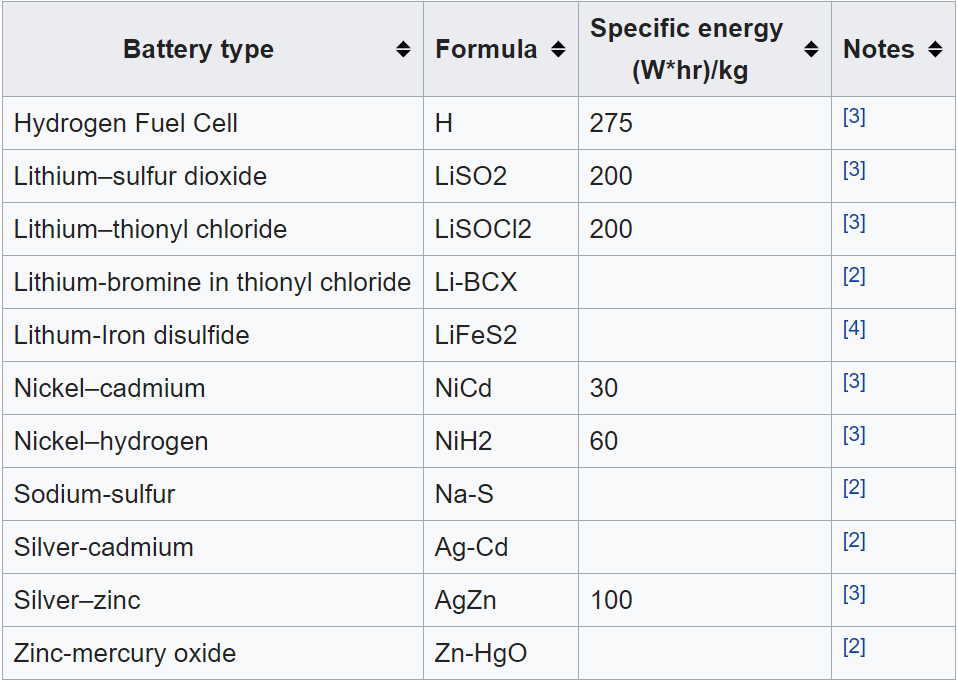 Battery type Formula Specific energy (W*hr)/kg Notes
Hydrogen Fuel Cell H 275 [3]
Lithium–sulfur dioxide LiSO2 200 [3]
Lithium–thionyl chloride LiSOCl2 200 [3]
Lithium-bromine in thionyl chloride Li-BCX [2]
Lithum-Iron disulfide LiFeS2 [4]
Nickel–cadmium NiCd 30 [3]
Nickel–hydrogen NiH2 60 [3]
Sodium-sulfur Na-S [2]
Silver-cadmium Ag-Cd [2]
Silver–zinc AgZn 100 [3]
Zinc-mercury oxide Zn-HgO [2]